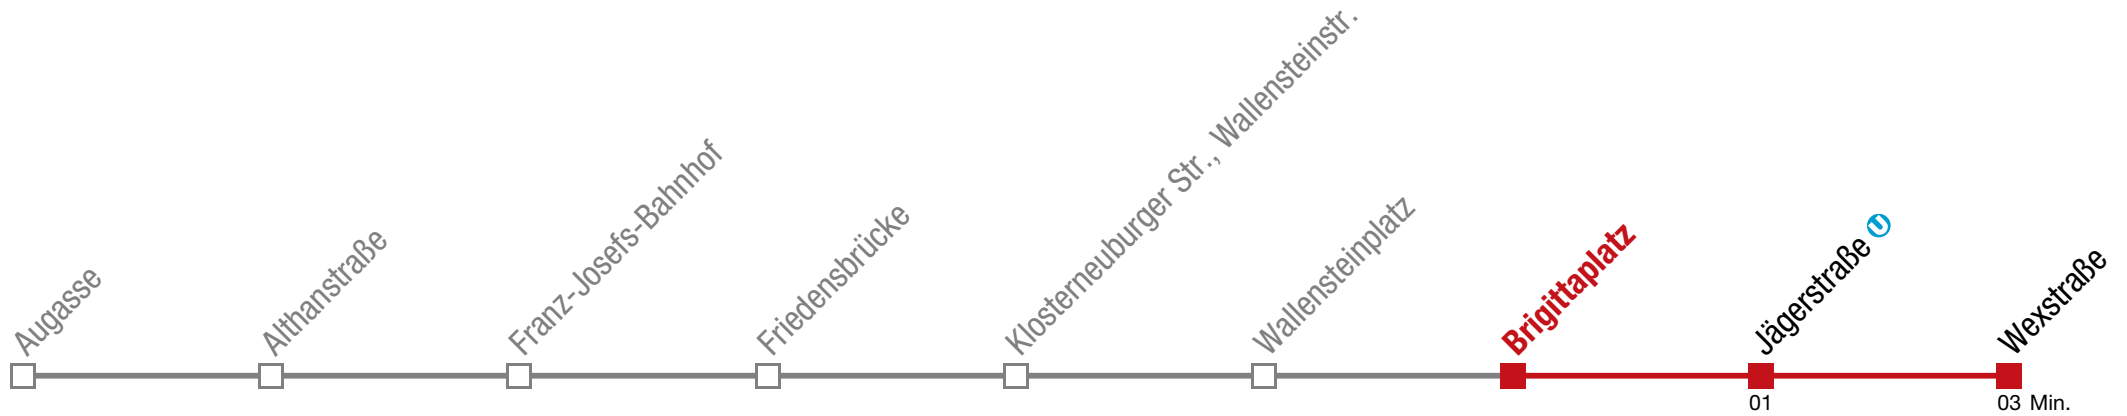 Augasse
Althanstraße
Franz-Josefs-Bahnhof
Friedensbrücke
Klosterneuburger Str., Wallensteinstr.
Wallensteinplatz
Brigittaplatz
Jägerstraße U
Wexstraße
01
03 Min.